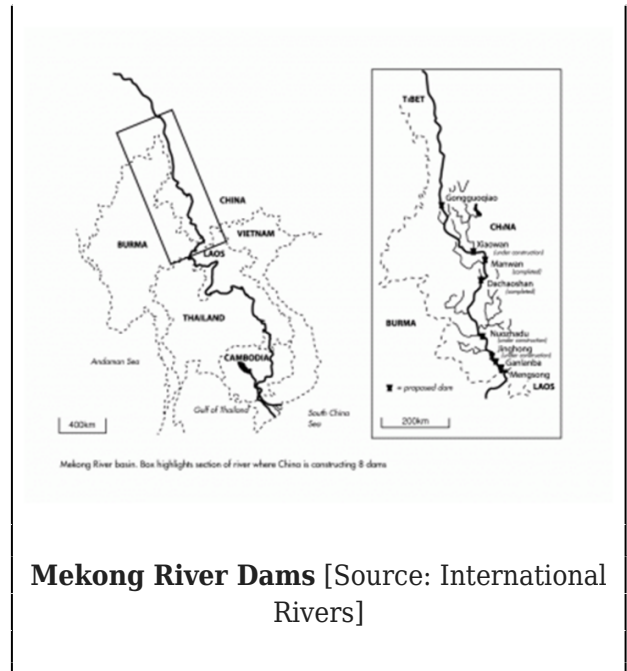 CHINA
VIETNAM
BURMA
LAOS
THAILAND
CAMBODIA
Andaman Sea
Gulf of Thailand
South China
Sea
400km
TIBET
Gongguoqiao
CHINA
Xiaowan
(under construction)
Manwan
(completed)
Dachaoshan
(completed)
BURMA
Nuozhadu
(under construction)
Jinghong
(under construction)
Ganlanba
Mengsong
= proposed dam
LAOS
200km
Mekong River basin. Box highlights section of river where China is constructing 8 dams
Mekong River Dams [Source: International
Rivers]